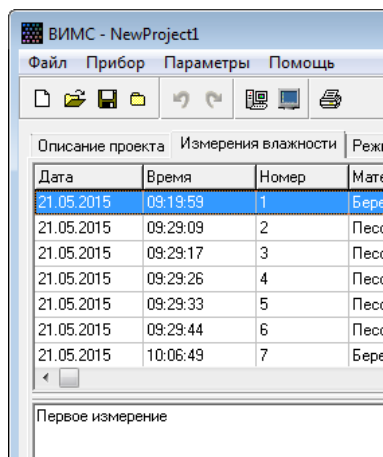 ВИМС - NewProject1
Файл Прибор Параметры Помощь
Описание проекта Измерения влажности
Дата Время Номер
21.05.2015 09:19:59 1
21.05.2015 09:29:09 2
21.05.2015 09:29:17 3
21.05.2015 09:29:26 4
21.05.2015 09:29:33 5
21.05.2015 09:29:44 6
21.05.2015 10:06:49 7
Первое измерение